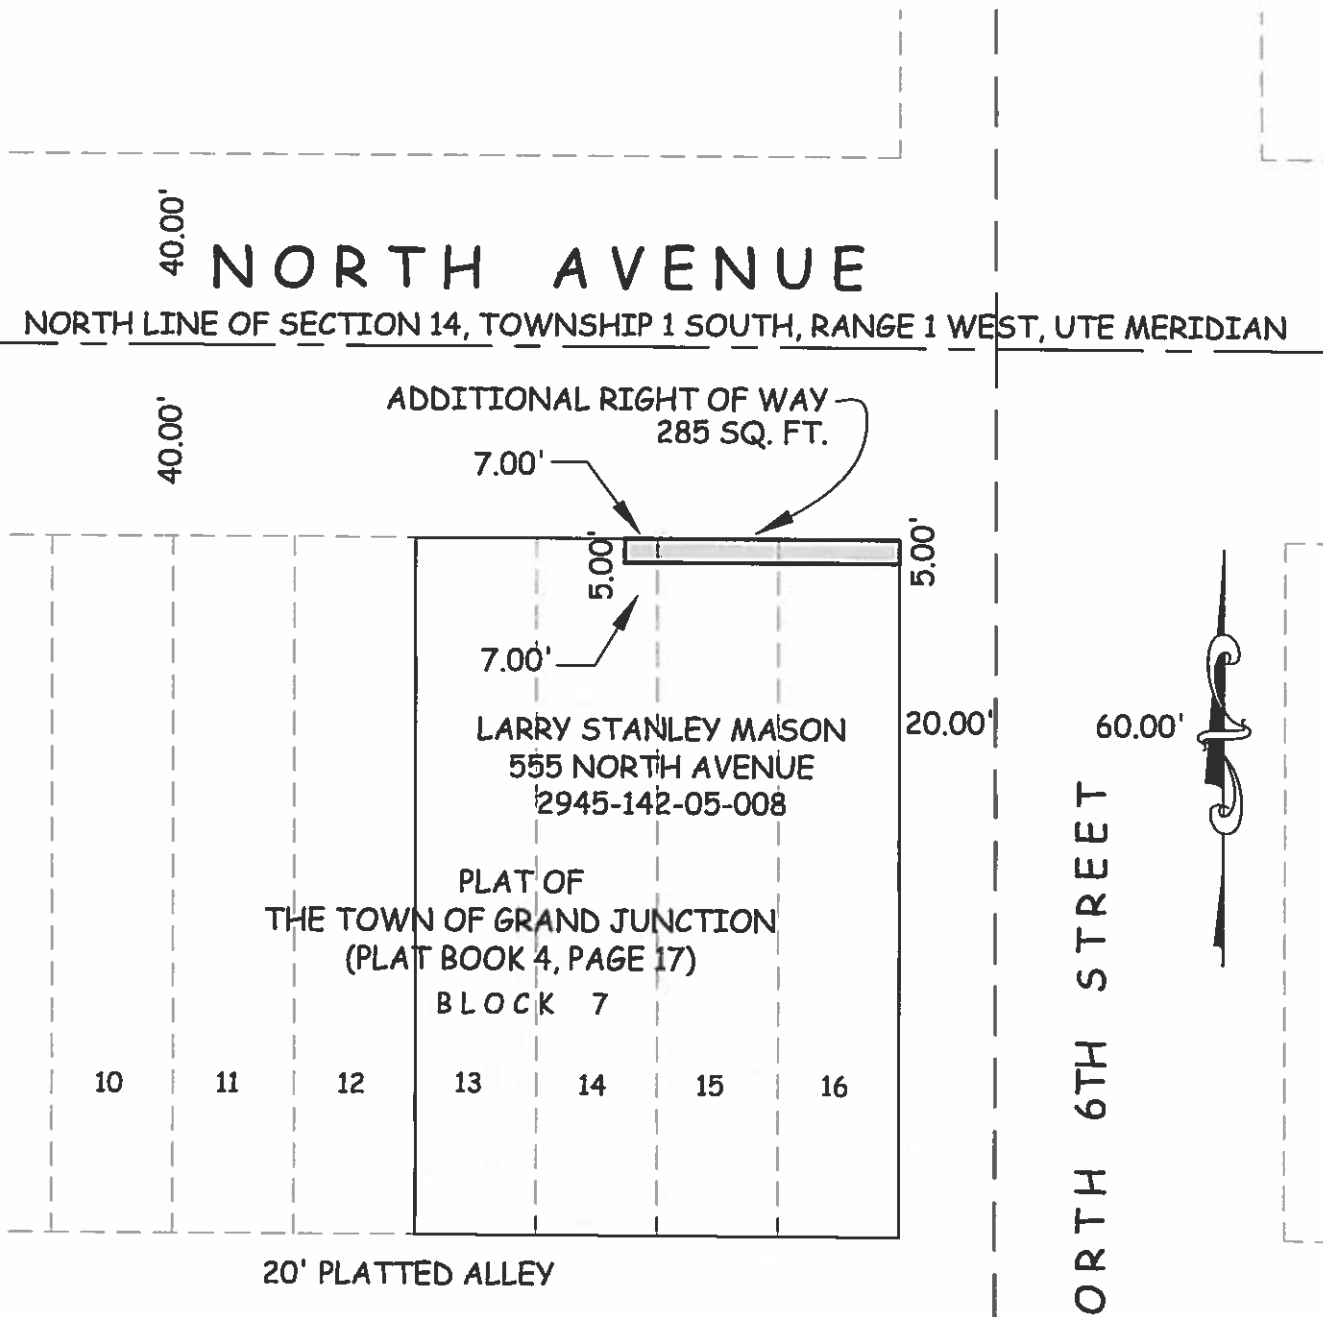 40.00'
NORTH AVENUE
NORTH LINE OF SECTION 14, TOWNSHIP 1 SOUTH, RANGE 1 WEST, UTE MERIDIAN
40.00'
ADDITIONAL RIGHT OF WAY
285 SQ. FT.
7.00'
5.00'
5.00'
7.00'
LARRY STANLEY MASON
555 NORTH AVENUE
2945-142-05-008
20.00'
60.00'
PLAT OF
THE TOWN OF GRAND JUNCTION
(PLAT BOOK 4, PAGE 17)
BLOCK 7
10 11 12 13 14 15 16
20' PLATTED ALLEY
ORTH 6TH STREET